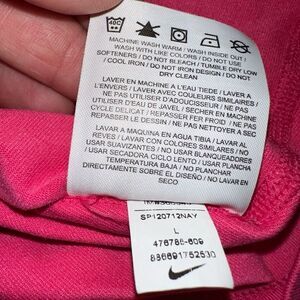 40C
MACHINE WASH WARM / WASH INSIDE OUT /
WASH WITH LIKE COLORS / DO NOT USE
SOFTENERS / DO NOT BLEACH / TUMBLE DRY LOW
/ COOL IRON / DO NOT IRON DESIGN / DO NOT
DRY CLEAN
LAVER EN MACHINE A L'EAU TIEDE / LAVER A
L'ENVERS / LAVER AVEC COULEURS SIMILAIRES /
NE PAS UTILISER D'ADOUCISSEUR / NE PAS
UTILISER D'EAU DE JAVEL / SECHER EN MACHINE
CYCLE DELICAT / REPASSER FER FROID / NE PAS
REPASSER LE DESSIN / NE PAS NETTOYER A SEC
LAVAR A MAQUINA EN AGUA TIBIA / LAVAR AL
REVES / LAVAR CON COLORES SIMILARES / NO
USAR SUAVIZANTES / NO USAR BLANQUEADORES
/ USAR SECADORA CICLO LENTO / USAR PLANCHA
TEMPERATURA BAJA / NO PLANCHAR
DIRECTAMENTE SOBRE EL DISEÑO / NO LAVAR EN
SECO
SP120712NAY
L
476786-609
886691752530